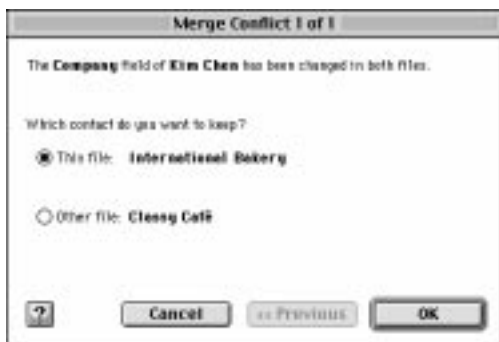 Merge Conflict 1 of 1
The Company field of Kim Chen has been changed in both files.
Which contact do you want to keep?
This file: International Bakery
Other file: Classy Café
? Cancel << Previous OK